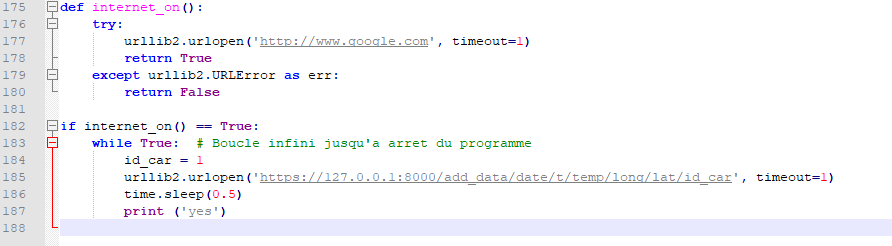 175 def internet_on():
176     try:
177         urllib2.urlopen('http://www.google.com', timeout=1)
178         return True
179     except urllib2.URLError as err:
180         return False
181
182 if internet_on() == True:
183     while True:  # Boucle infini jusqu'a arret du programme
184         id_car = 1
185         urllib2.urlopen('https://127.0.0.1:8000/add_data/date/t/temp/long/lat/id_car', timeout=1)
186         time.sleep(0.5)
187         print ('yes')
188